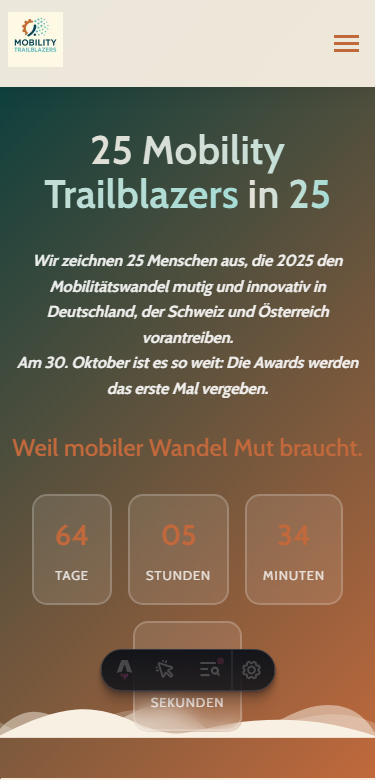 MOBILITY
TRAILBLAZERS
25 Mobility
Trailblazers in 25
Wir zeichnen 25 Menschen aus, die 2025 den
Mobilitätswandel mutig und innovativ in
Deutschland, der Schweiz und Österreich
vorantreiben.
Am 30. Oktober ist es so weit: Die Awards werden
das erste Mal vergeben.
Weil mobiler Wandel Mut braucht.
64 05 34
TAGE STUNDEN MINUTEN
SEKUNDEN